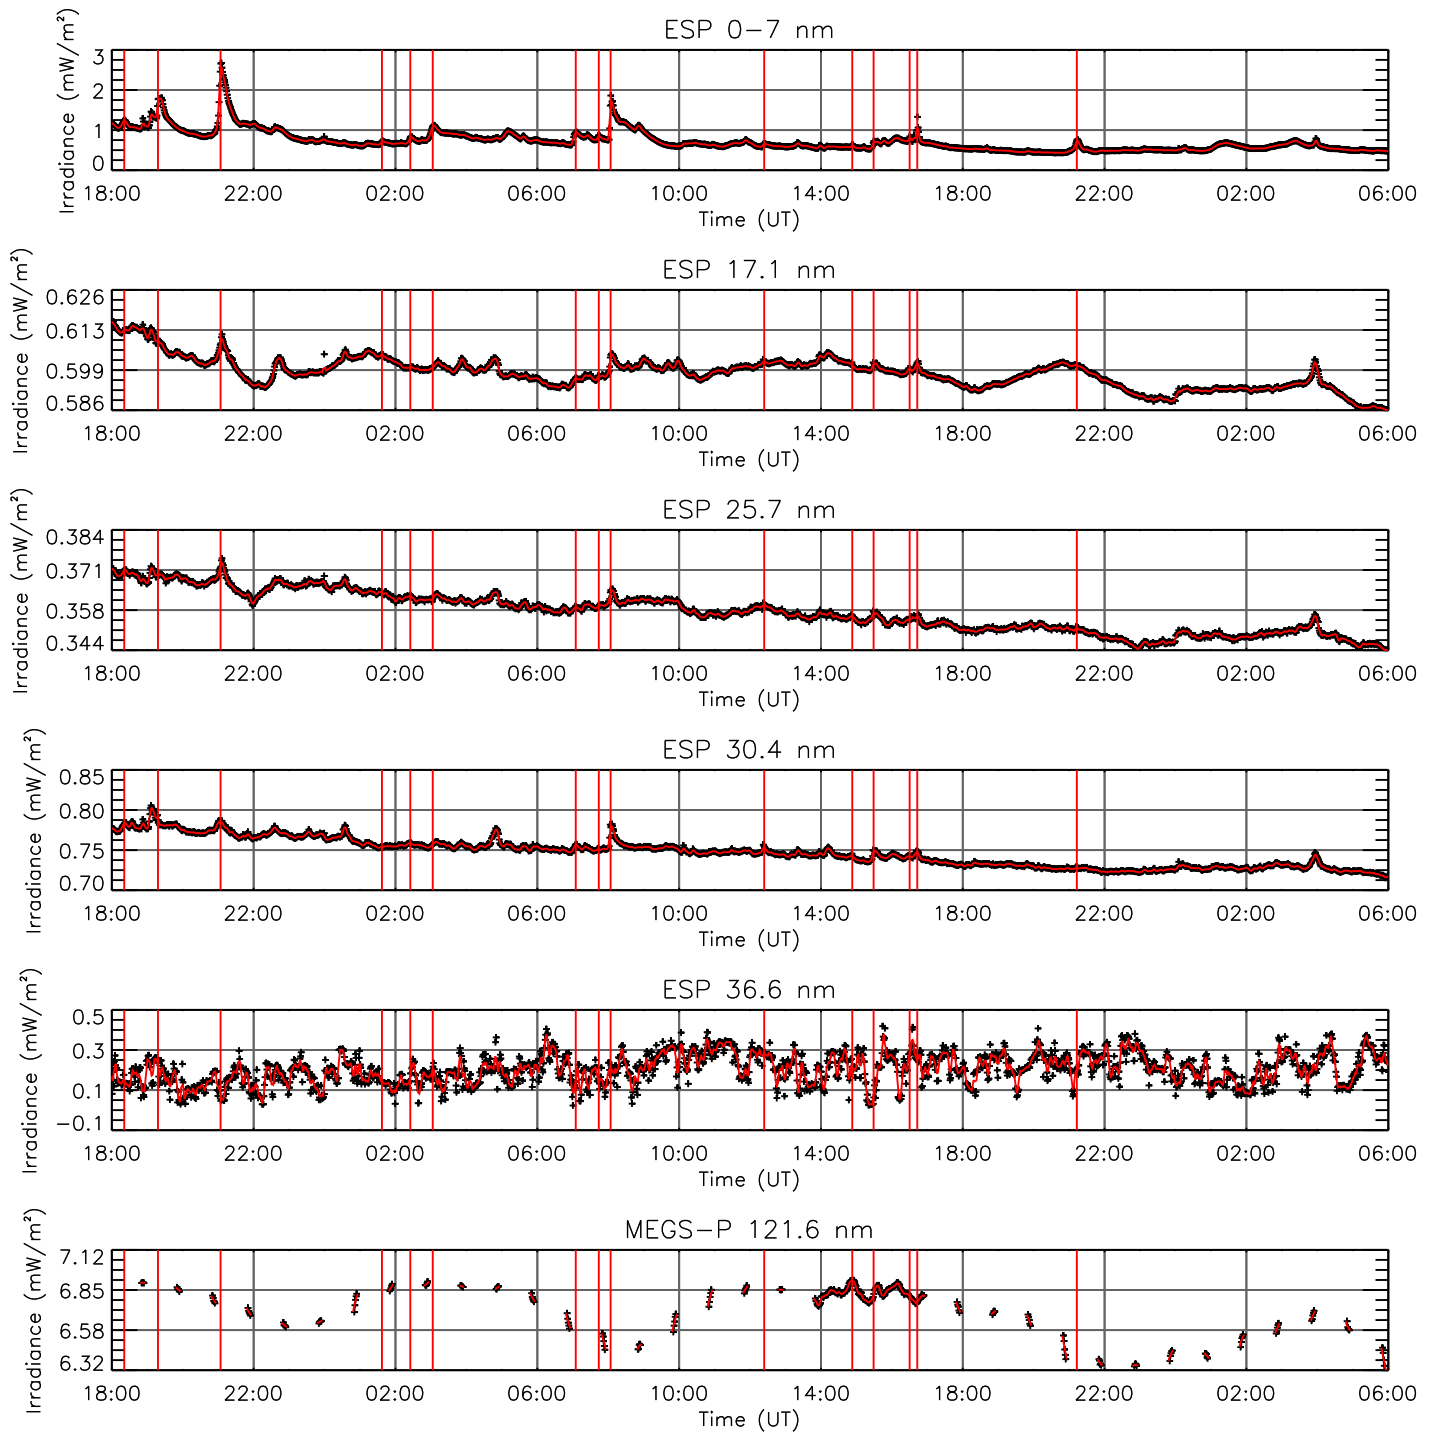 ESP 0-7 nm
Irradiance (mW/m²)
3
2
1
0
18:00 22:00 02:00 06:00 10:00 14:00 18:00 22:00 02:00 06:00
Time (UT)
ESP 17.1 nm
Irradiance (mW/m²)
0.626
0.613
0.599
0.586
18:00 22:00 02:00 06:00 10:00 14:00 18:00 22:00 02:00 06:00
Time (UT)
ESP 25.7 nm
Irradiance (mW/m²)
0.384
0.371
0.358
0.344
18:00 22:00 02:00 06:00 10:00 14:00 18:00 22:00 02:00 06:00
Time (UT)
ESP 30.4 nm
Irradiance (mW/m²)
0.85
0.80
0.75
0.70
18:00 22:00 02:00 06:00 10:00 14:00 18:00 22:00 02:00 06:00
Time (UT)
ESP 36.6 nm
Irradiance (mW/m²)
0.5
0.3
0.1
-0.1
18:00 22:00 02:00 06:00 10:00 14:00 18:00 22:00 02:00 06:00
Time (UT)
MEGS-P 121.6 nm
Irradiance (mW/m²)
7.12
6.85
6.58
6.32
18:00 22:00 02:00 06:00 10:00 14:00 18:00 22:00 02:00 06:00
Time (UT)